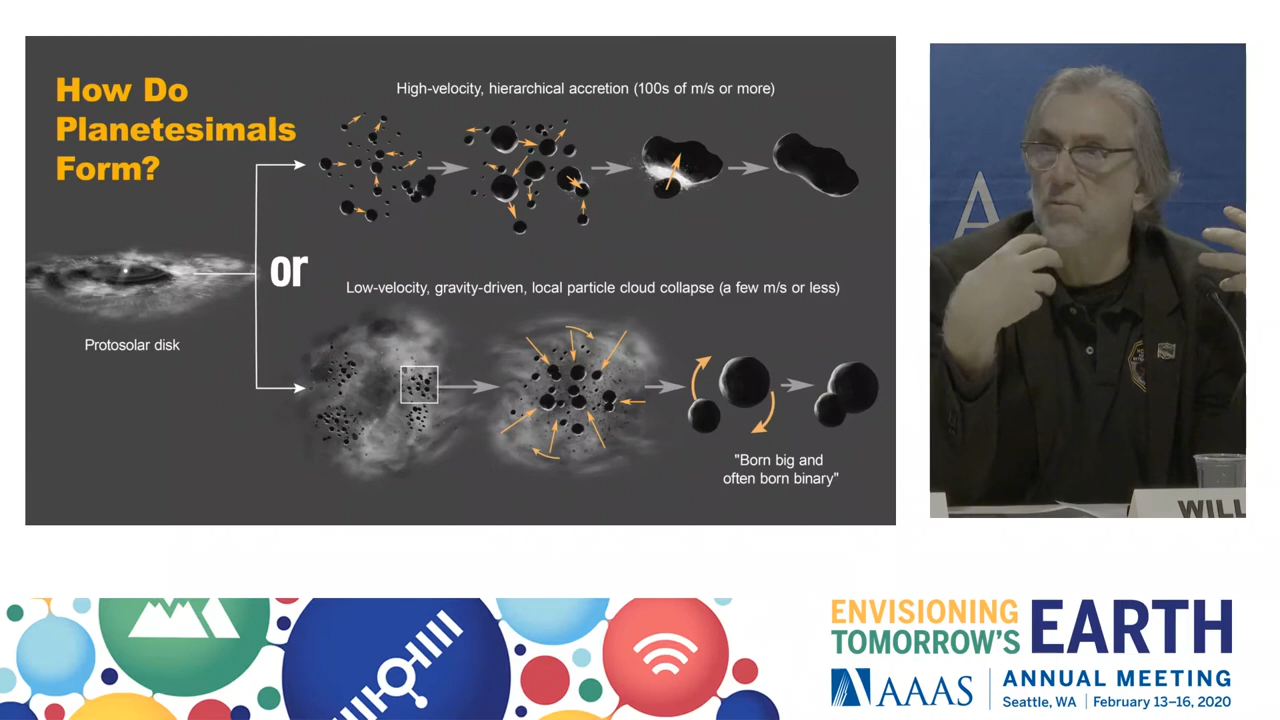 How Do
Planetesimals
Form?
High-velocity, hierarchical accretion (100s of m/s or more)
or
Low-velocity, gravity-driven, local particle cloud collapse (a few m/s or less)
Protosolar disk
"Born big and
often born binary"
A
WILL
ENVISIONING
TOMORROW'S
EARTH
AAAS
ANNUAL MEETING
Seattle, WA | February 13–16, 2020